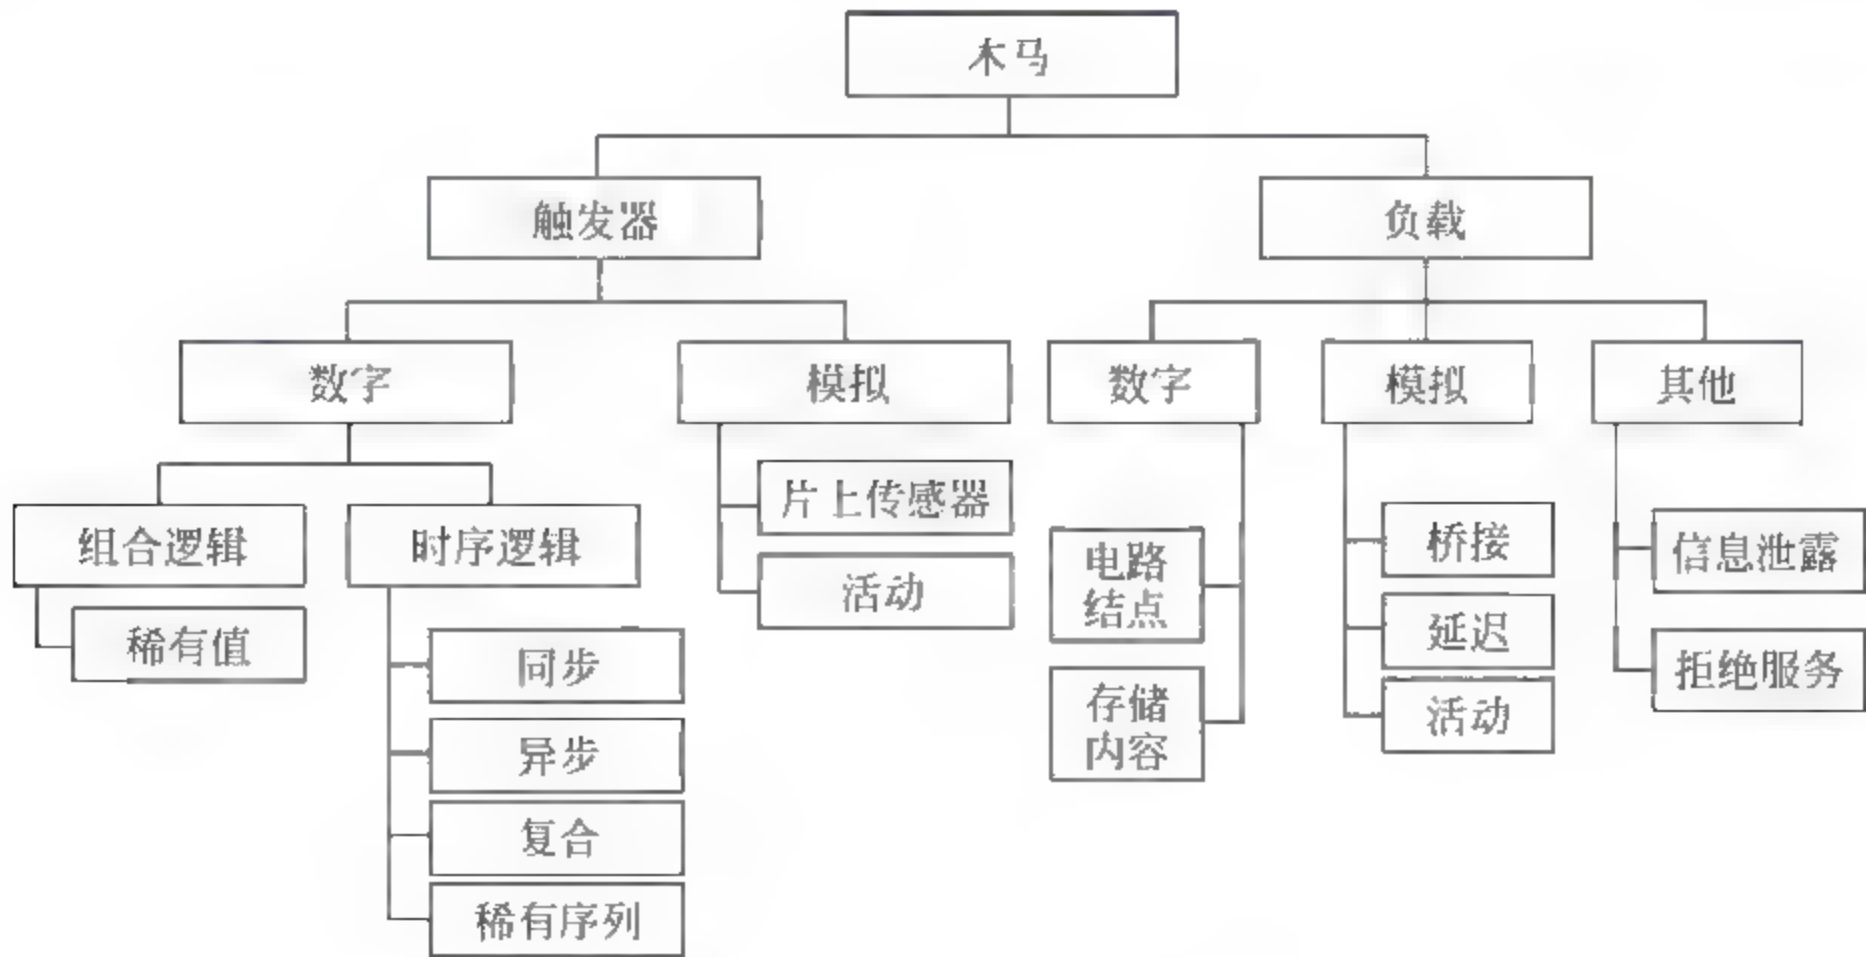 木马
触发器
负载
数字
模拟
数字
模拟
其他
组合逻辑
时序逻辑
片上传感器
活动
稀有值
同步
异步
复合
稀有序列
电路
结点
存储
内容
桥接
延迟
活动
信息泄露
拒绝服务